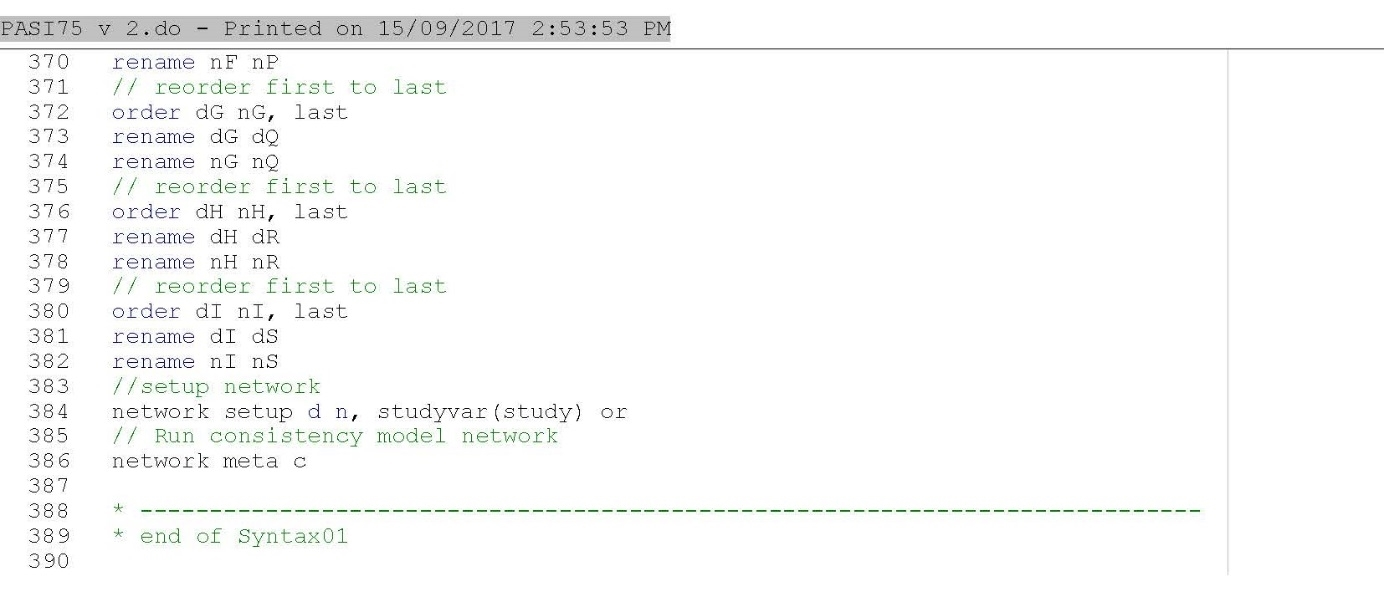 PASI75 v 2.do - Printed on 15/09/2017 2:53:53 PM
370 rename nF nP
371 // reorder first to last
372 order dG nG, last
373 rename dG dQ
374 rename nG nQ
375 // reorder first to last
376 order dH nH, last
377 rename dH dR
378 rename nH nR
379 // reorder first to last
380 order dI nI, last
381 rename dI dS
382 rename nI nS
383 //setup network
384 network setup d n, studyvar(study) or
385 // Run consistency model network
386 network meta c
387
388 * ----------------------------------------------------------------------------
389 * end of Syntax01
390